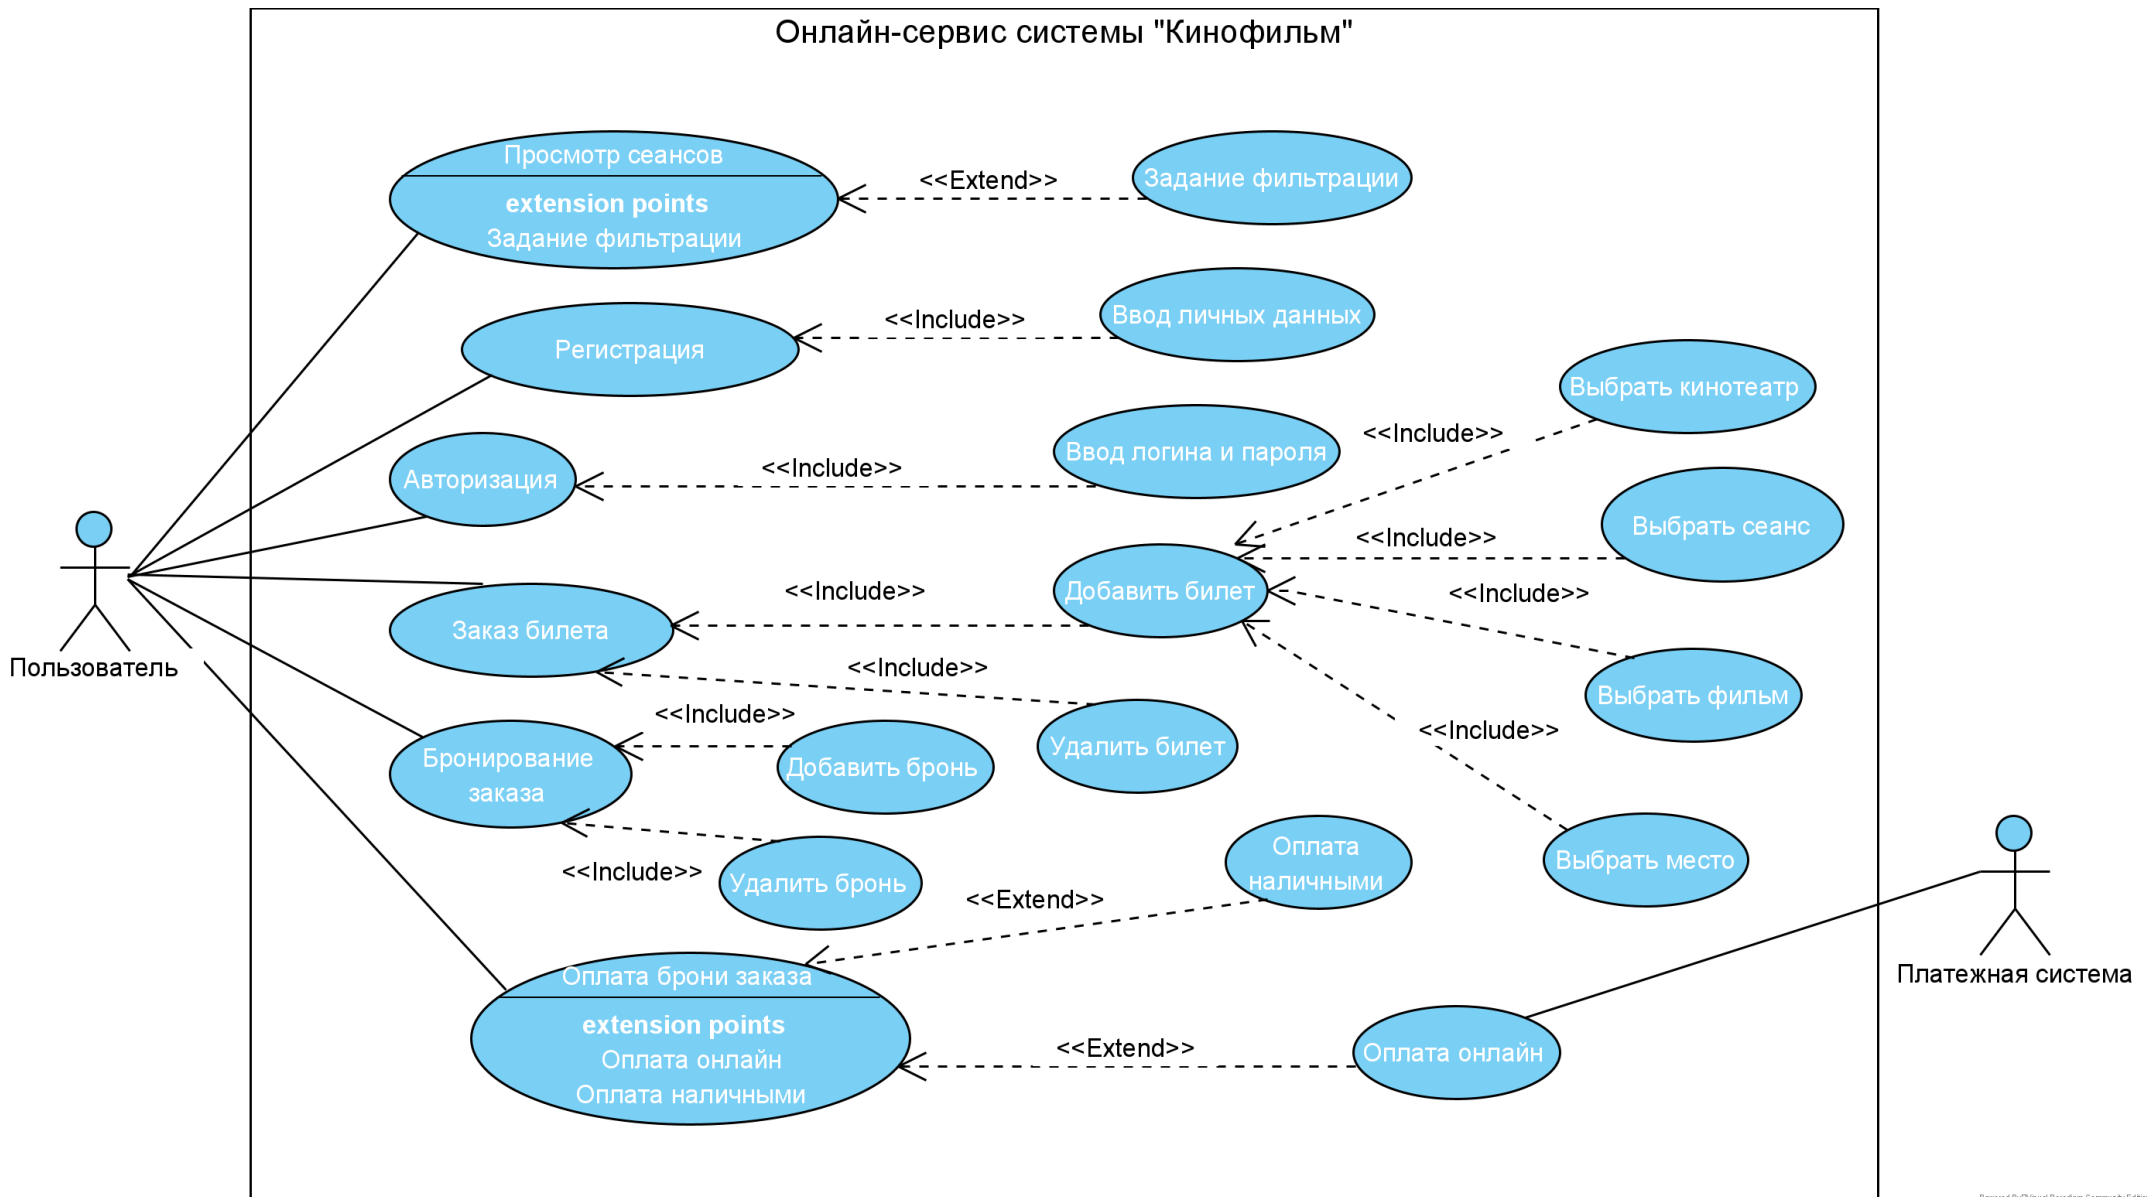 Онлайн-сервис системы "Кинофильм"
Просмотр сеансов
extension points
Задание фильтрации
<<Extend>>
Задание фильтрации
Регистрация
<<Include>>
Ввод личных данных
Авторизация
<<Include>>
Ввод логина и пароля
<<Include>>
Выбрать кинотеатр
<<Include>>
Выбрать сеанс
Заказ билета
<<Include>>
Добавить билет
<<Include>>
Выбрать фильм
<<Include>>
Удалить билет
Пользователь
Бронирование
заказа
<<Include>>
Добавить бронь
<<Include>>
Выбрать место
<<Include>>
Удалить бронь
<<Extend>>
Оплата
наличными
Оплата брони заказа
extension points
Оплата онлайн
Оплата наличными
<<Extend>>
Оплата онлайн
Платежная система